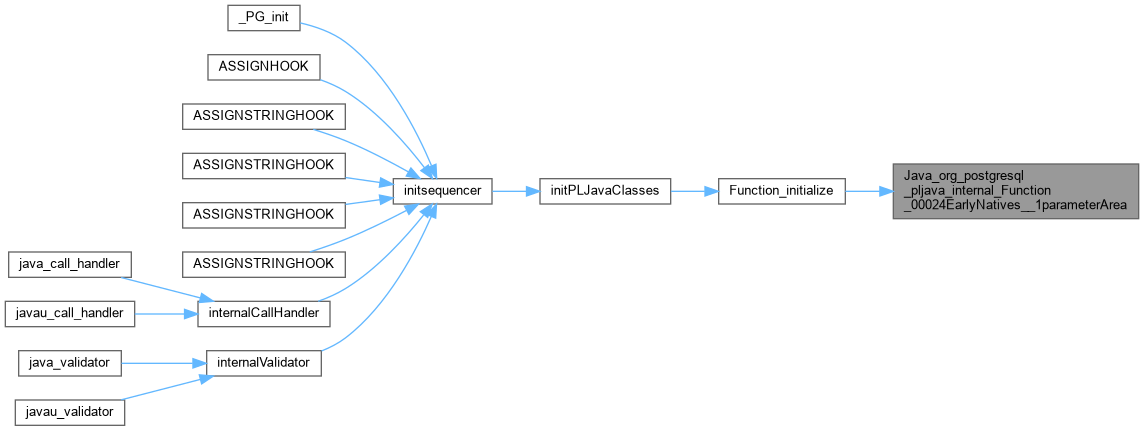 _PG_init
ASSIGNHOOK
ASSIGNSTRINGHOOK
ASSIGNSTRINGHOOK
ASSIGNSTRINGHOOK
ASSIGNSTRINGHOOK
java_call_handler
javau_call_handler
internalCallHandler
java_validator
javau_validator
internalValidator
initsequencer
initPLJavaClasses
Function_initialize
Java_org_postgresql
_pljava_internal_Function
_00024EarlyNatives__1parameterArea